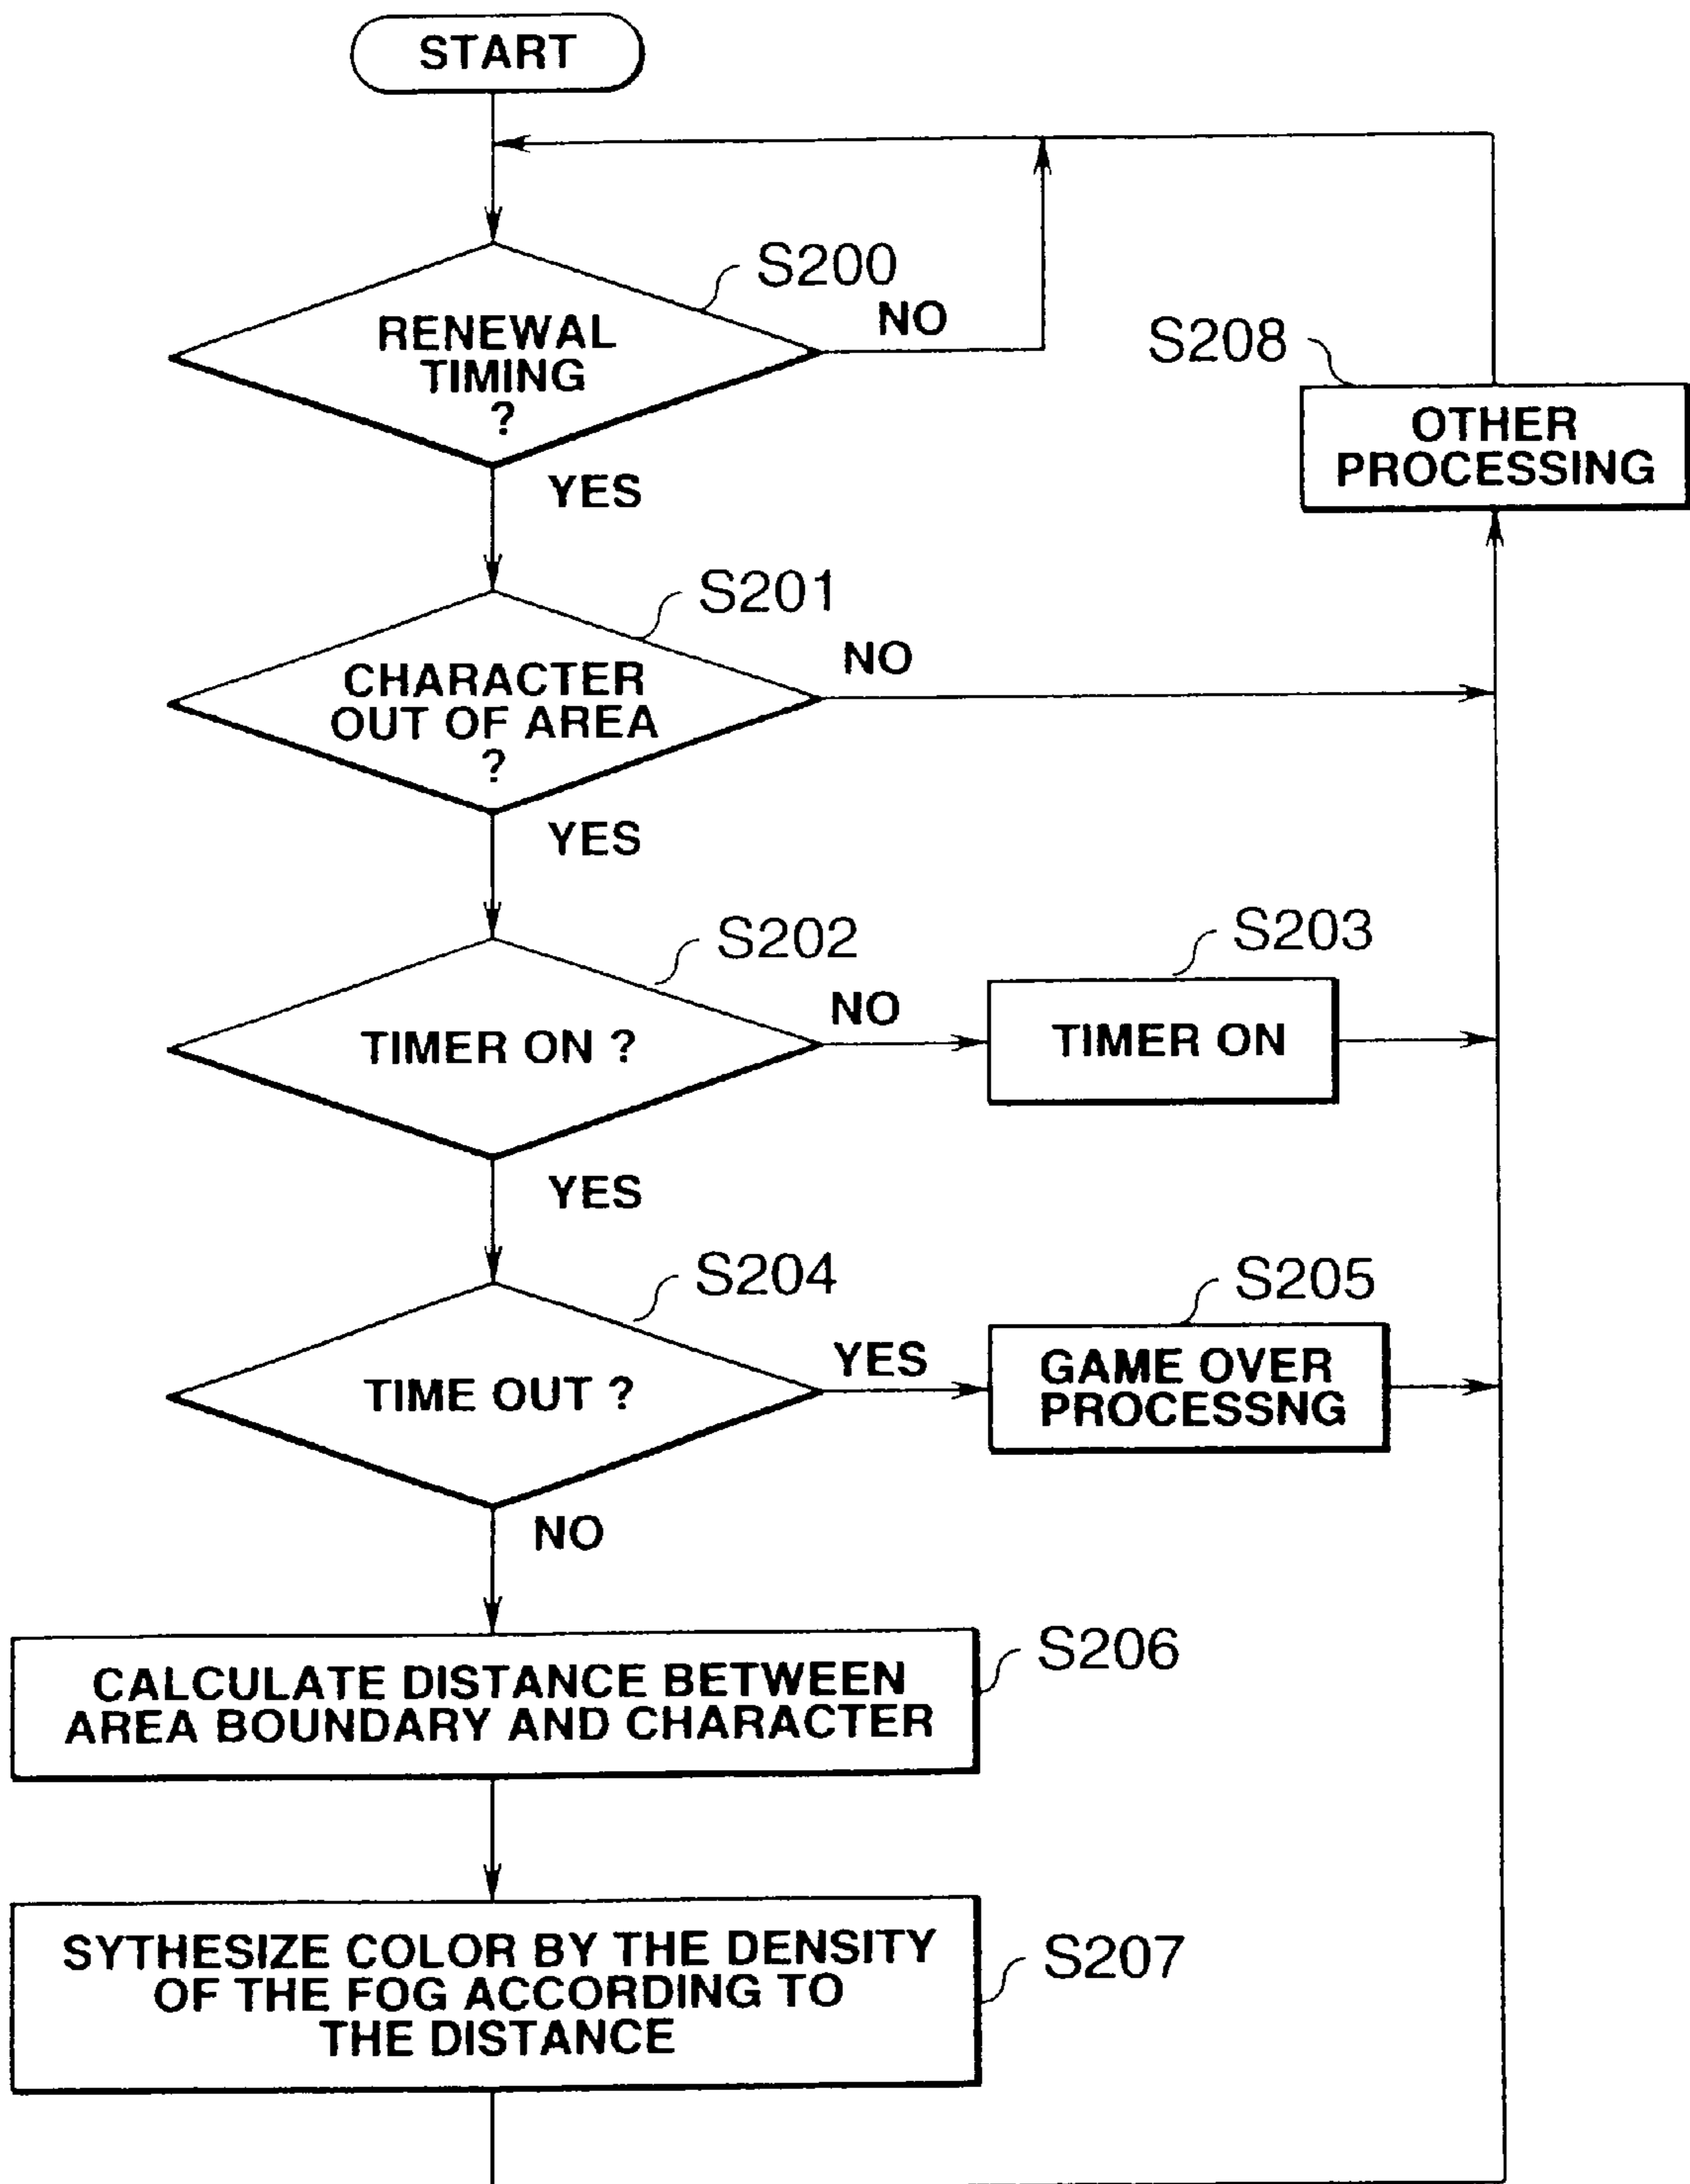 START
S200
RENEWAL
TIMING
?
NO
YES
S208
OTHER
PROCESSING
S201
CHARACTER
OUT OF AREA
?
NO
YES
S202
TIMER ON ?
NO
S203
TIMER ON
YES
S204
TIME OUT ?
YES
S205
GAME OVER
PROCESSNG
NO
S206
CALCULATE DISTANCE BETWEEN
AREA BOUNDARY AND CHARACTER
S207
SYTHESIZE COLOR BY THE DENSITY
OF THE FOG ACCORDING TO
THE DISTANCE